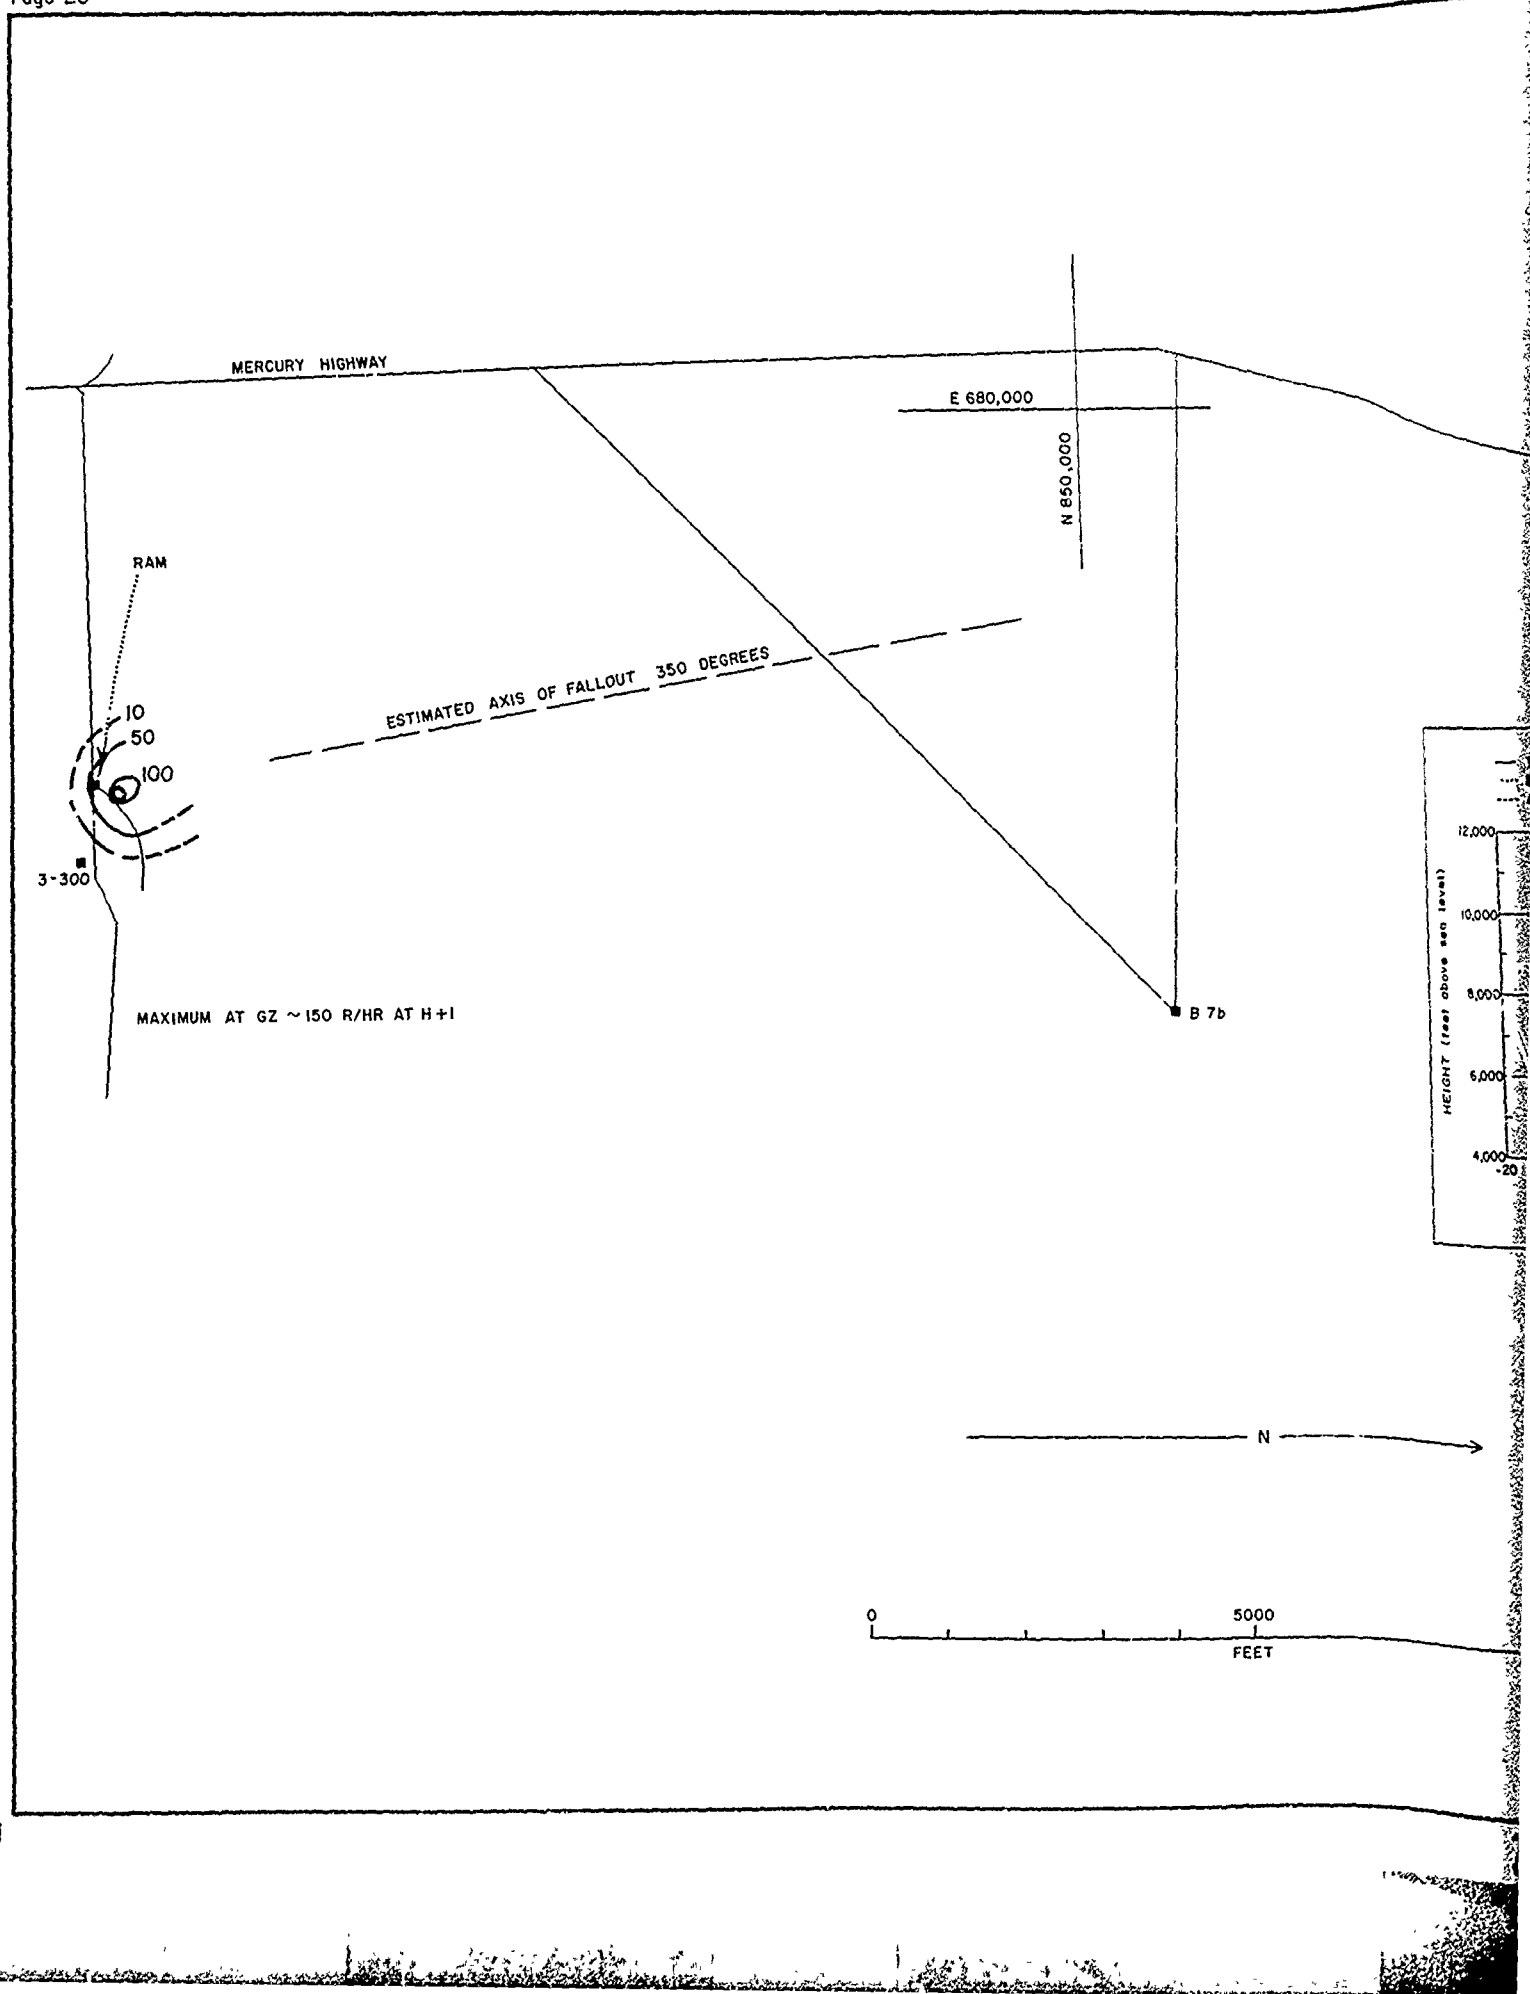 MERCURY HIGHWAY
E 680,000
N 850,000
RAM
ESTIMATED AXIS OF FALLOUT 350 DEGREES
10
50
100
3-300
MAXIMUM AT GZ ~150 R/HR AT H+1
B 7b
HEIGHT (feet above sea level)
12,000
10,000
8,000
6,000
4,000
-20
N
0 5000
FEET